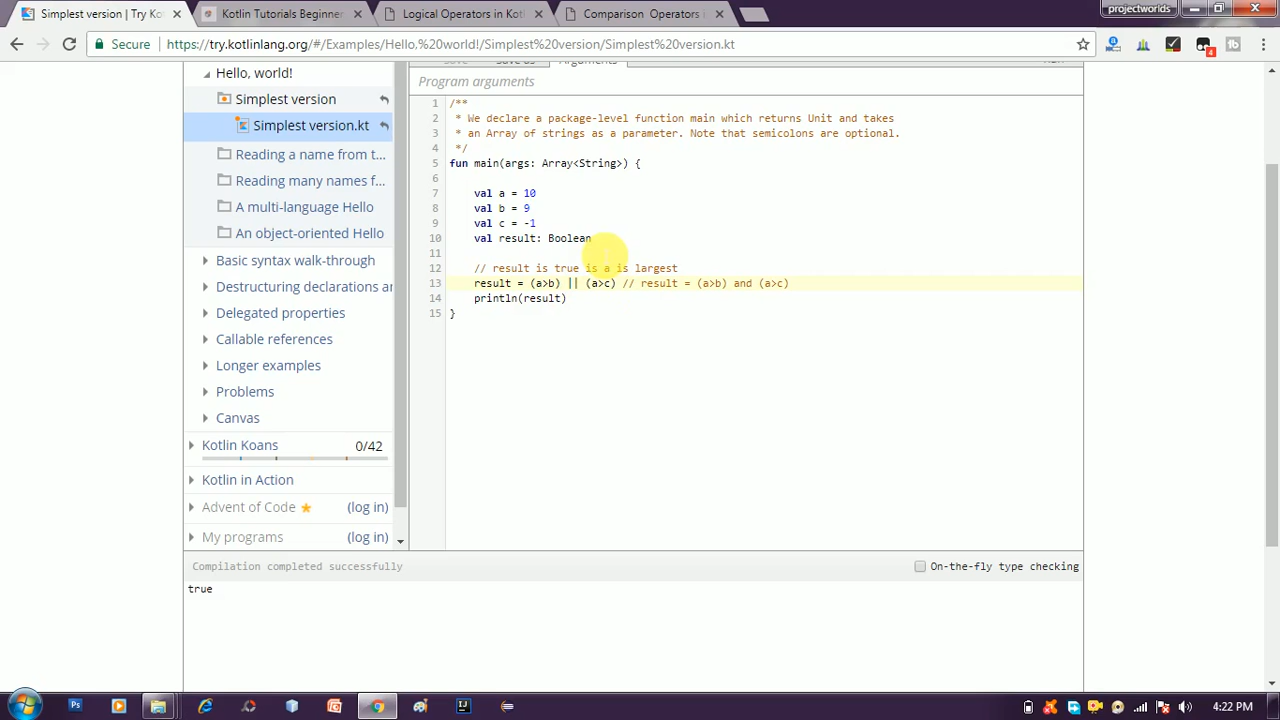 Simplest version | Try Ko
Kotlin Tutorials Beginner
Logical Operators in Kotl
Comparison Operators i
projectworlds
Secure
https://try.kotlinlang.org/#/Examples/Hello,%20world!/Simplest%20version/Simplest%20version.kt
4
Hello, world!
Simplest version
Simplest version.kt
Reading a name from t...
Reading many names f...
A multi-language Hello
An object-oriented Hello
Basic syntax walk-through
Destructuring declarations a
Delegated properties
Callable references
Longer examples
Problems
Canvas
Kotlin Koans 0/42
Kotlin in Action
Advent of Code (log in)
My programs (log in)
Arguments
Program arguments
1 /**
2 * We declare a package-level function main which returns Unit and takes
3 * an Array of strings as a parameter. Note that semicolons are optional.
4 */
5 fun main(args: Array<String>) {
6
7 val a = 10
8 val b = 9
9 val c = -1
10 val result: Boolean
11
12 // result is true is a is largest
13 result = (a>b) || (a>c) // result = (a>b) and (a>c)
14 println(result)
15 }
Compilation completed successfully
On-the-fly type checking
true
Ps
4:22 PM